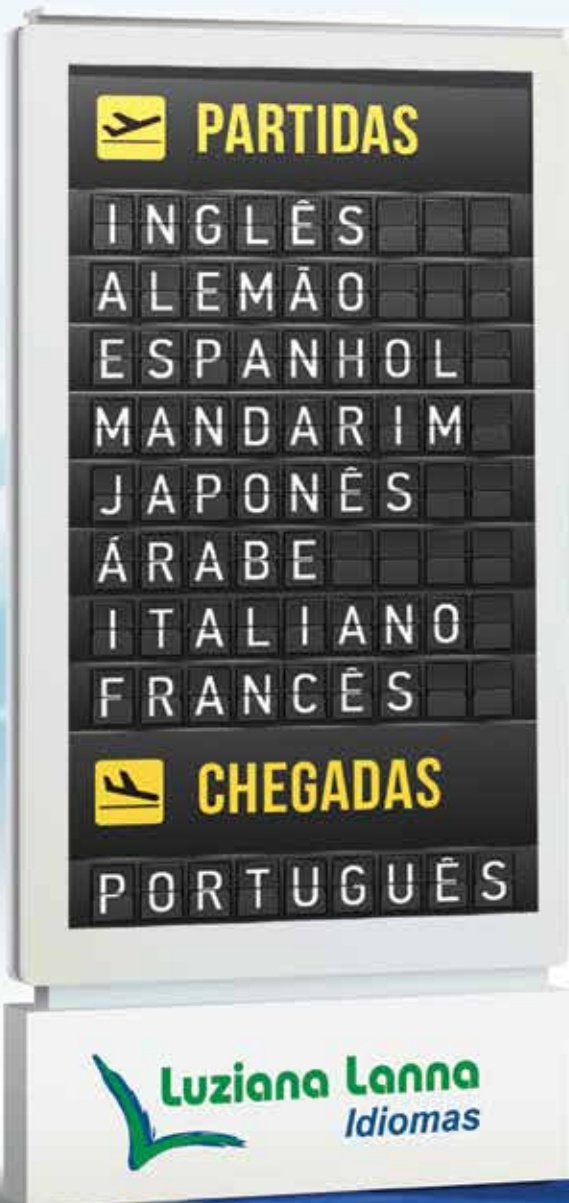 PARTIDAS
INGLÊS
ALEMÃO
ESPANHOL
MANDARIM
JAPONÊS
ÁRABE
ITALIANO
FRANCÊS
CHEGADAS
PORTUGUÊS
Luziana Lanna
Idiomas